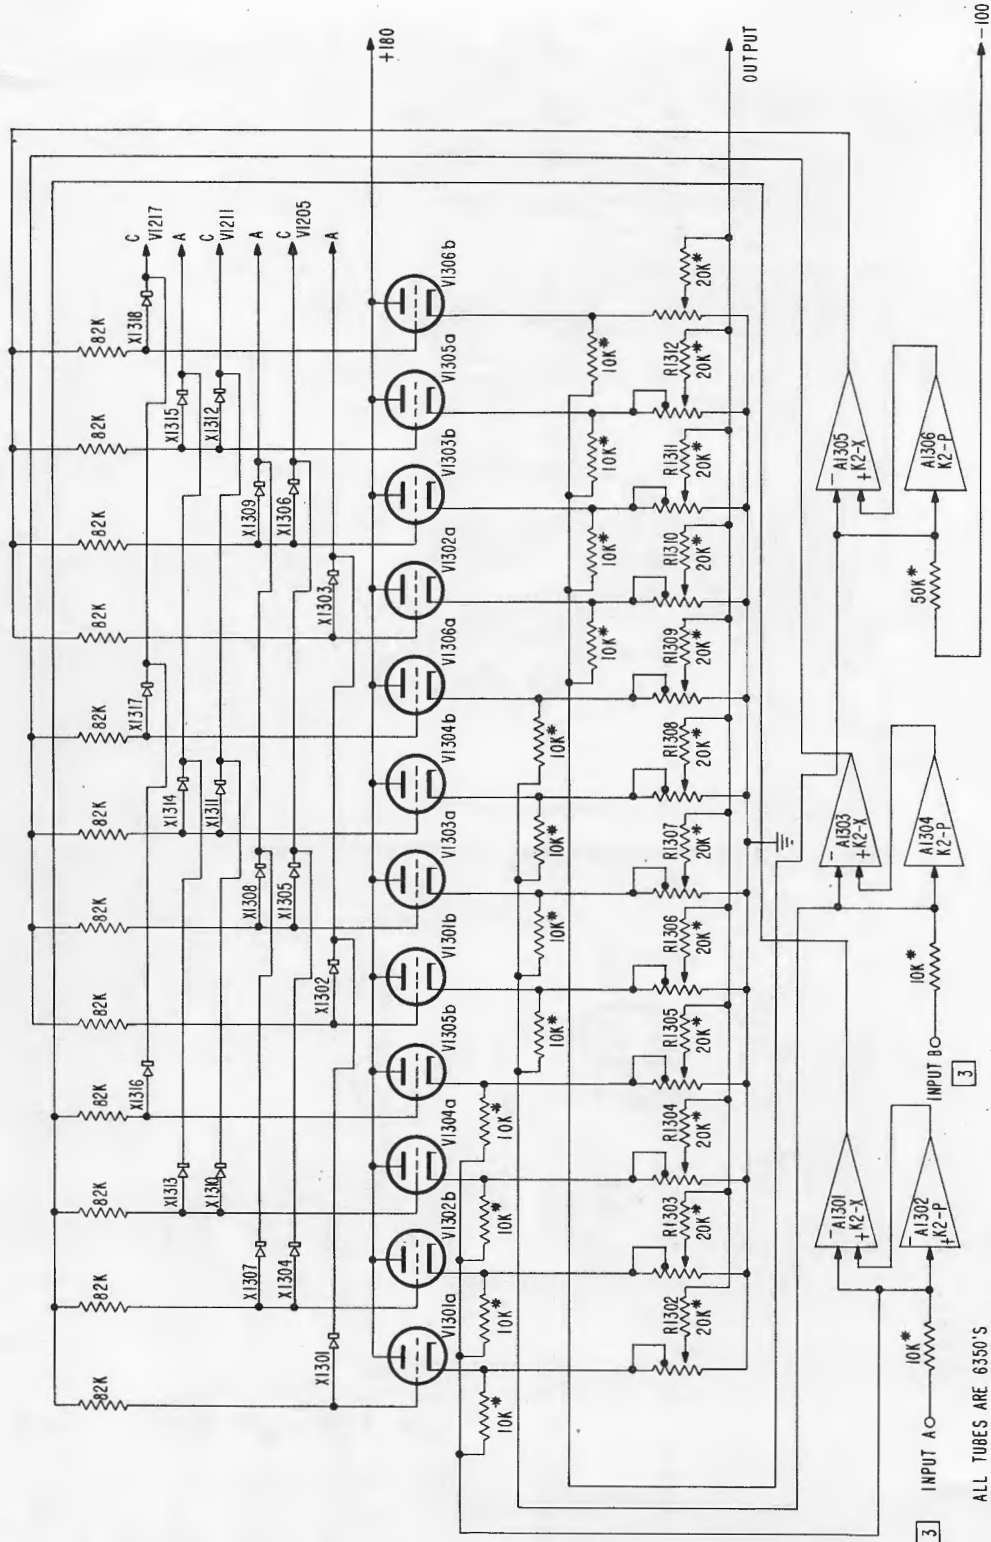 82K
82K
82K
82K
82K
82K
82K
82K
82K
82K
82K
82K
X1318
X1315
X1312
X1309
X1306
X1303
X1317
X1314
X1311
X1308
X1305
X1302
X1316
X1313
X1310
X1307
X1304
X1301
C
V1217
A
C
V1211
A
C
V1205
A
+180
V1301a
V1302b
V1304a
V1305b
V1301b
V1303a
V1304b
V1306a
V1302a
V1303b
V1305a
V1306b
10K*
10K*
10K*
10K*
10K*
10K*
10K*
10K*
10K*
10K*
10K*
10K*
R1302
20K*
R1303
20K*
R1304
20K*
R1305
20K*
R1306
20K*
R1307
20K*
R1308
20K*
R1309
20K*
R1310
20K*
R1311
20K*
R1312
20K*
20K*
OUTPUT
-
A1301
+K2-X
-
A1302
+K2-P
-
A1303
+K2-X
A1304
K2-P
-
A1305
+K2-X
A1306
K2-P
10K*
10K*
50K*
3
INPUT A
INPUT B
3
-100
ALL TUBES ARE 6350'S